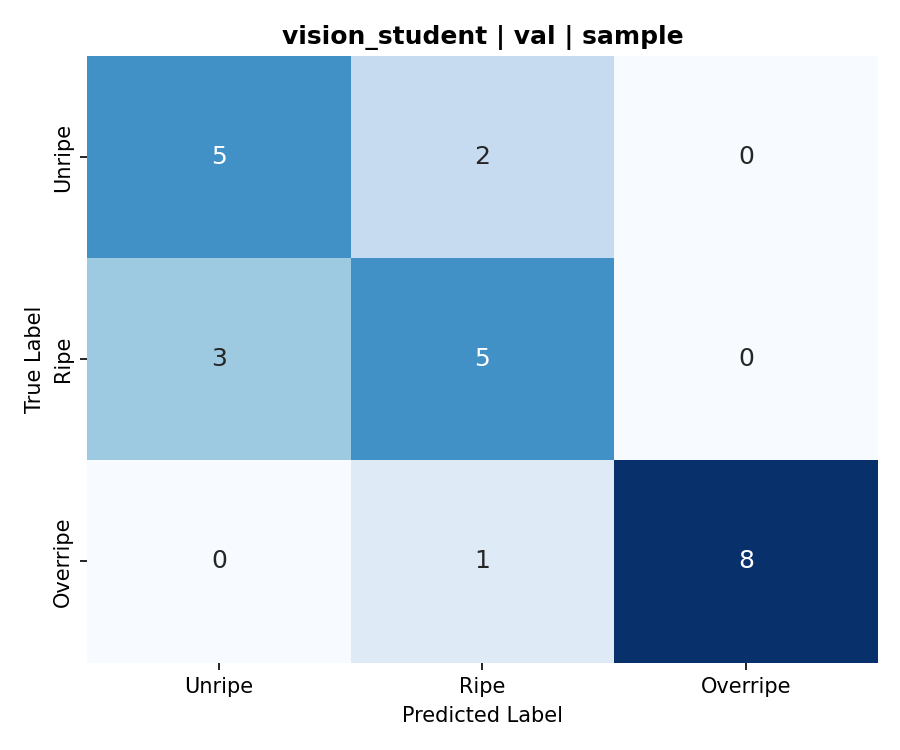 vision_student | val | sample
True Label
Unripe
5 2 0
Ripe
3 5 0
Overripe
0 1 8
Unripe Ripe Overripe
Predicted Label